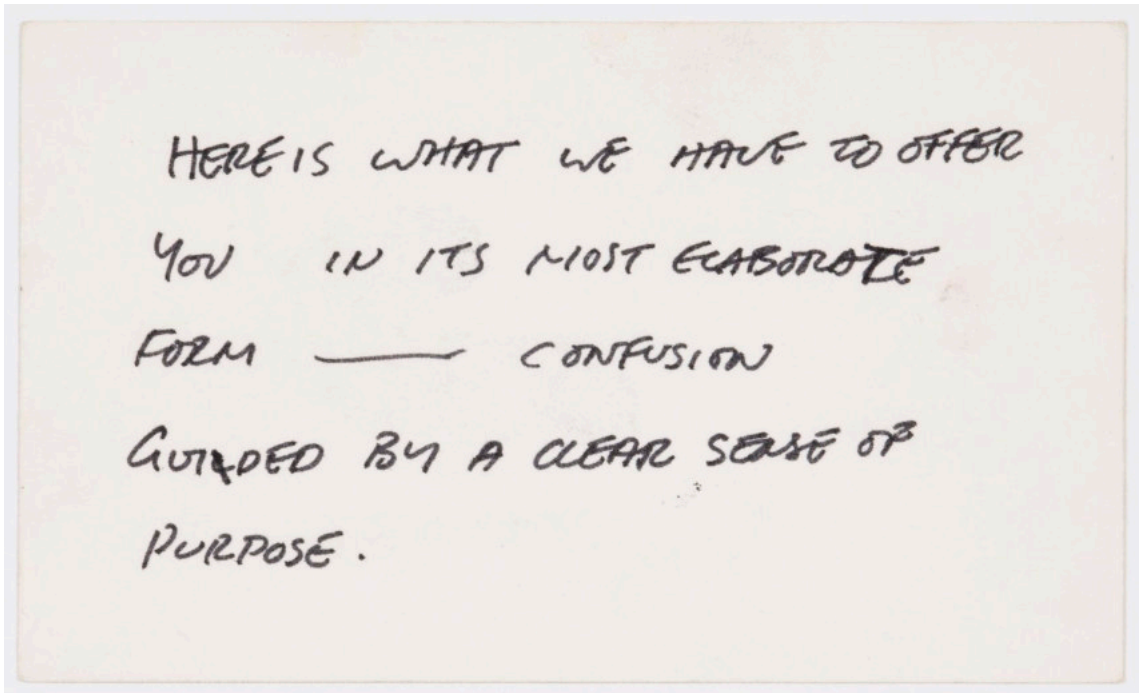 HERE IS WHAT WE HAVE TO OFFER
YOU IN ITS MOST ELABORATE
FORM — CONFUSION
GUIDED BY A CLEAR SENSE OF
PURPOSE.